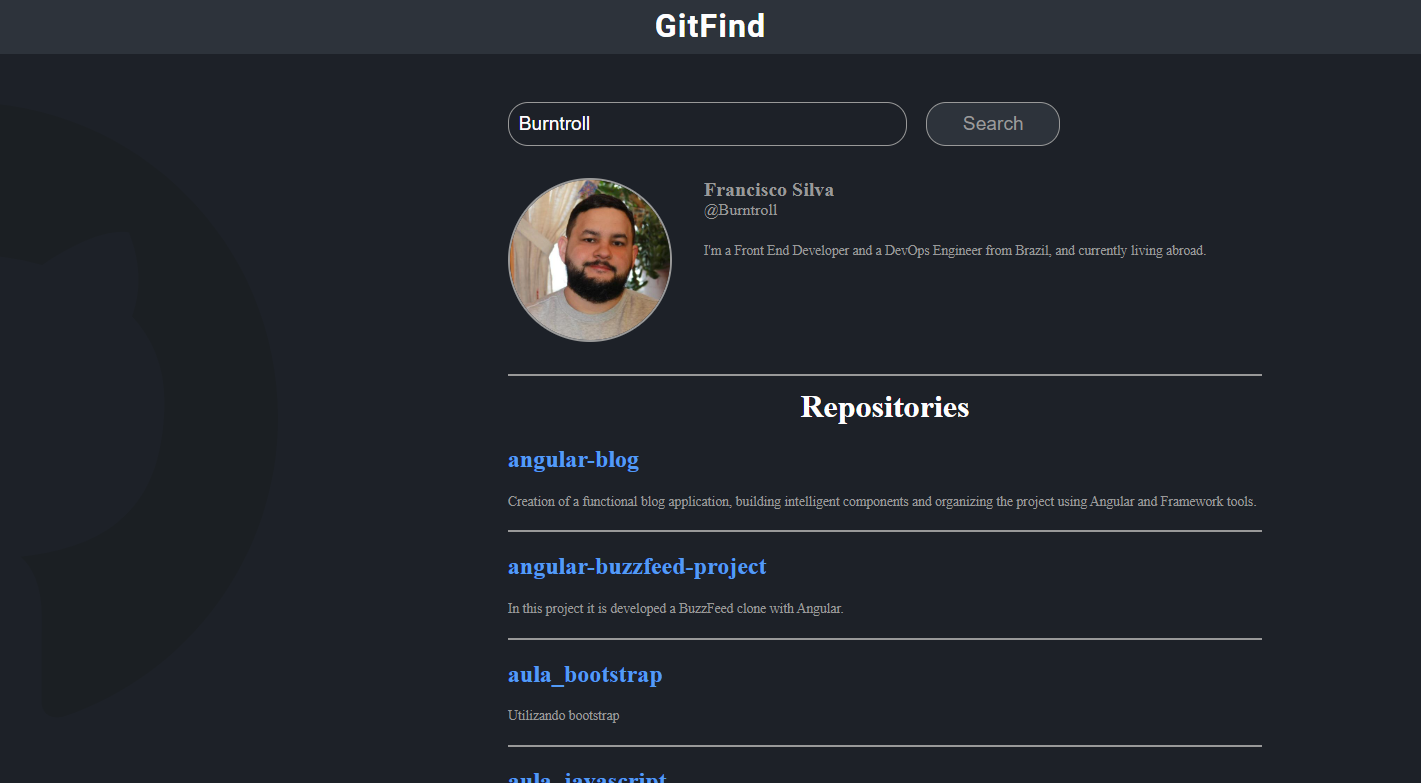 GitFind
Burntroll
Search
Francisco Silva
@Burntroll
I'm a Front End Developer and a DevOps Engineer from Brazil, and currently living abroad.
Repositories
angular-blog
Creation of a functional blog application, building intelligent components and organizing the project using Angular and Framework tools.
angular-buzzfeed-project
In this project it is developed a BuzzFeed clone with Angular.
aula_bootstrap
Utilizando bootstrap
aula_javascript